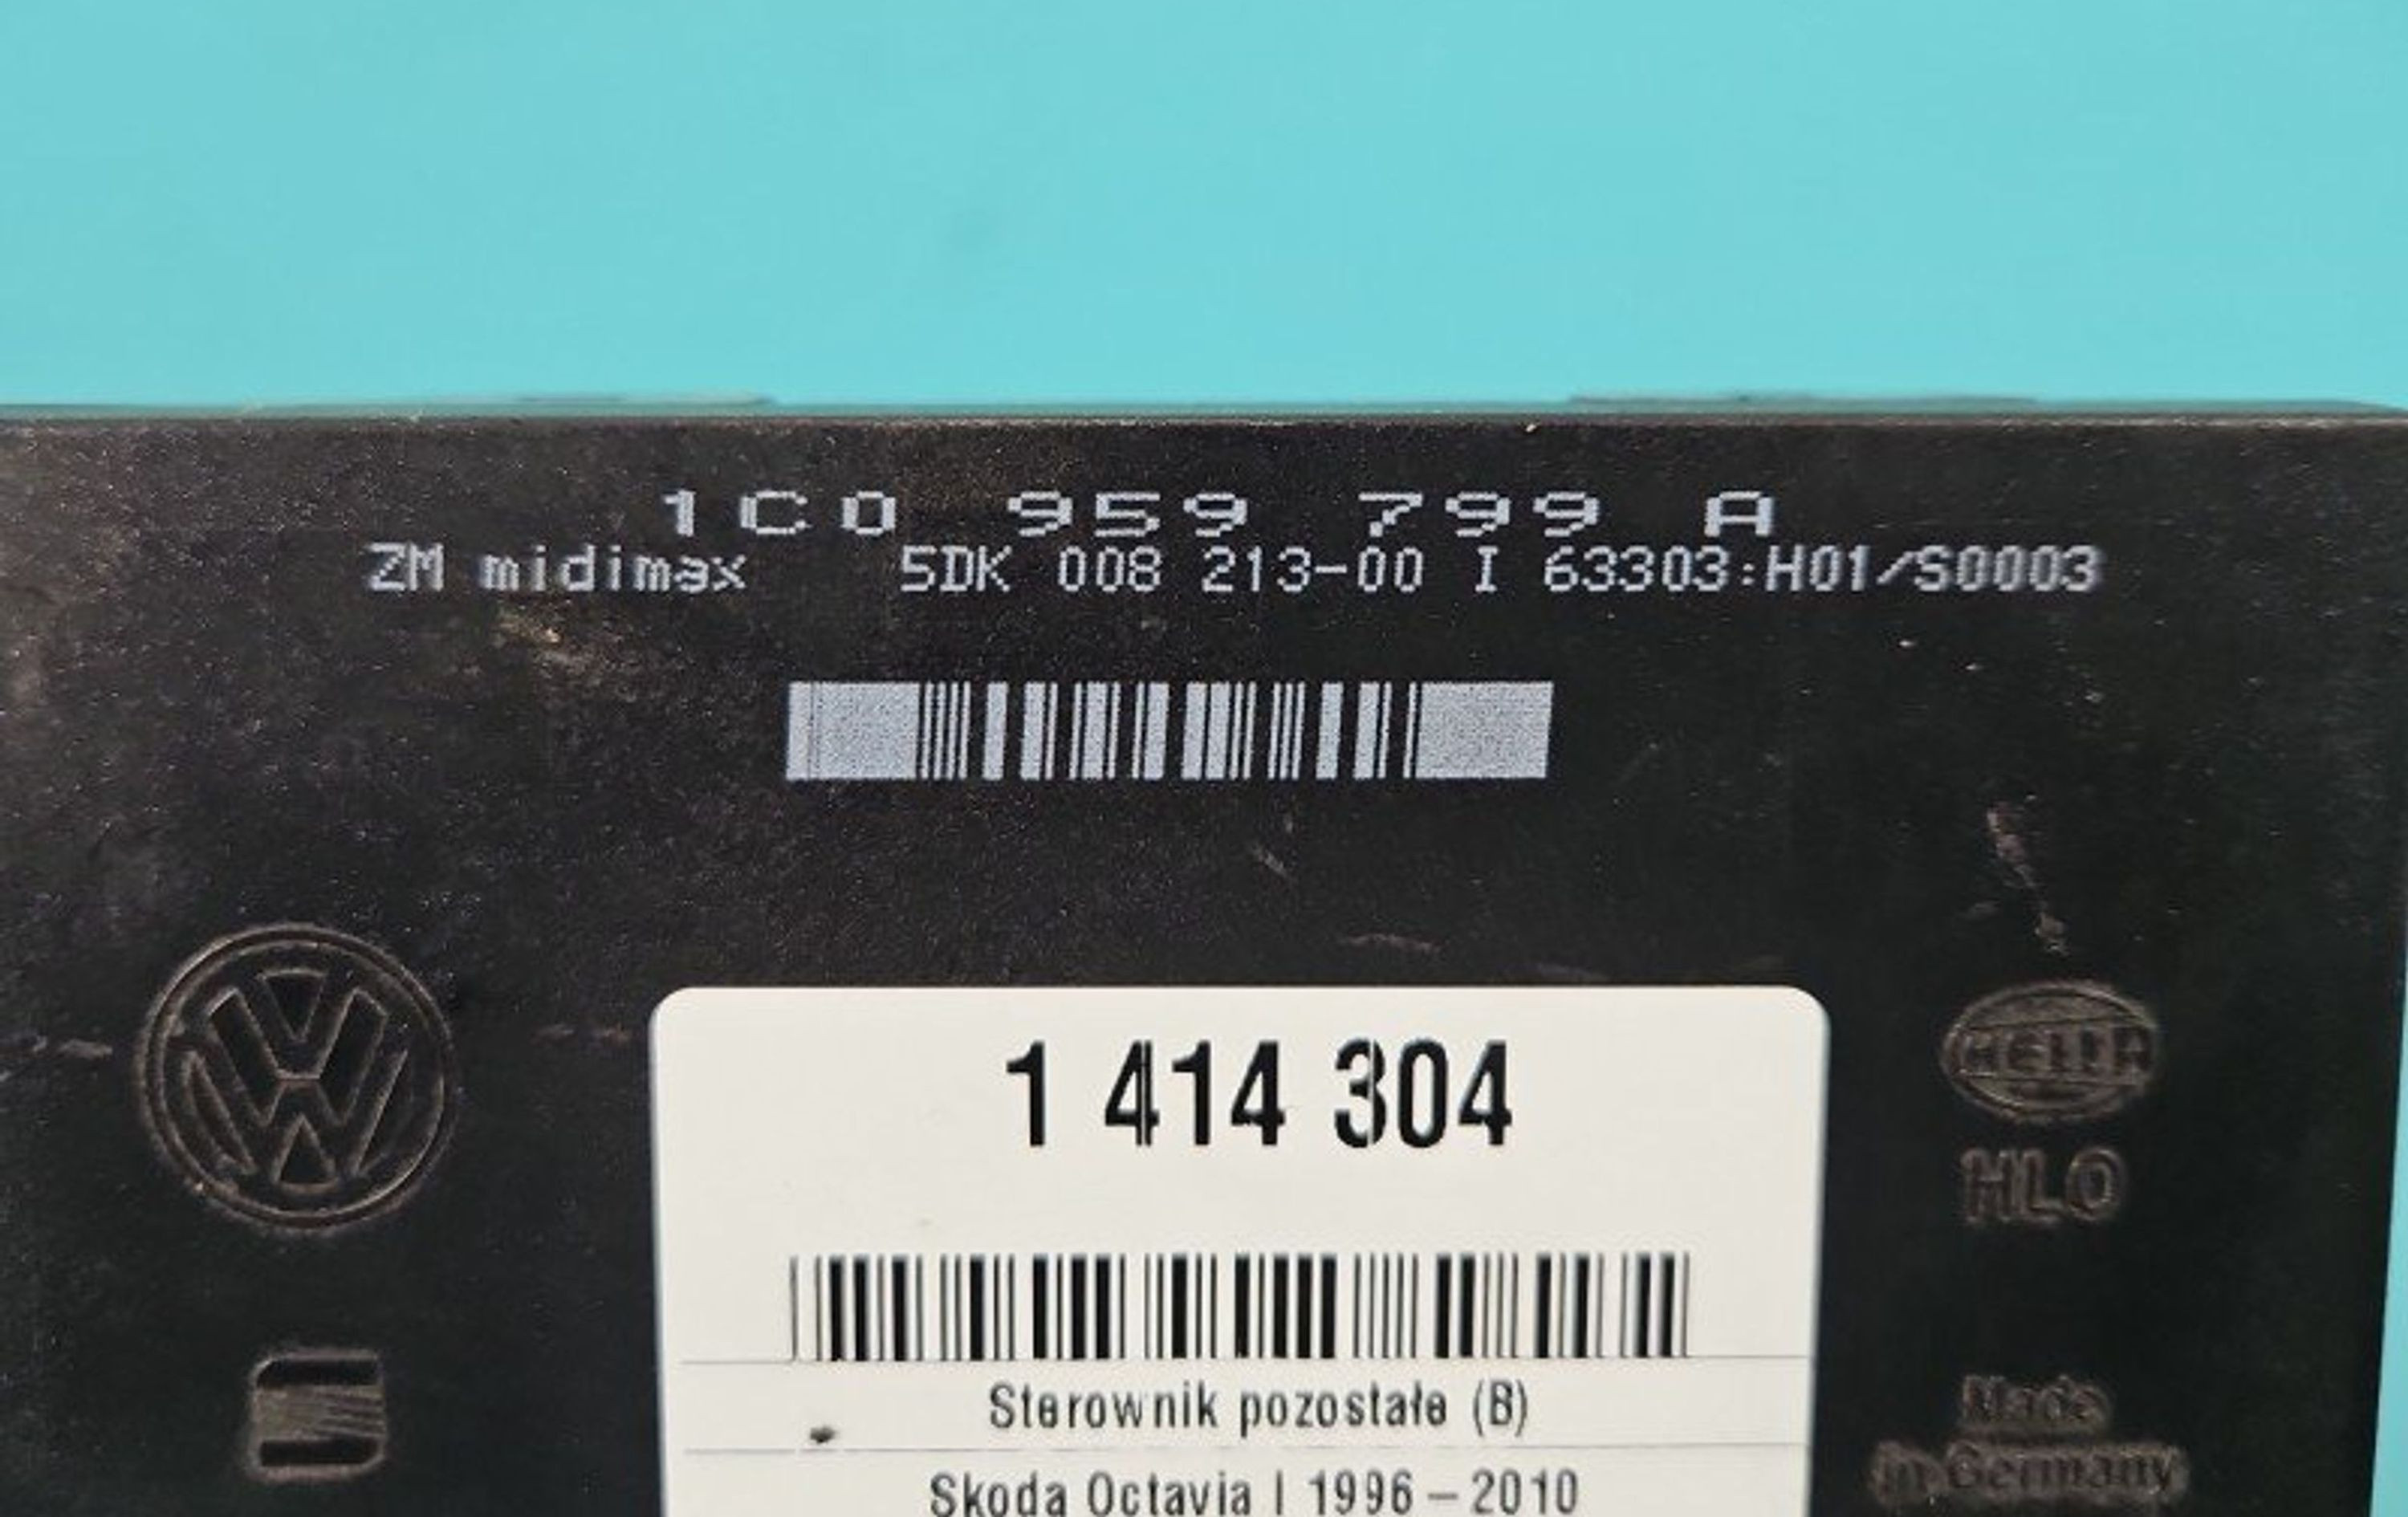 1C0 959 799 A
ZM midimax 5DK 008 213-00 I 63303:H01/S0003
1 414 304
HELLA
HLO
Sterownik pozostałe (B)
Made
in Germany
Skoda Octavia I 1996 – 2010